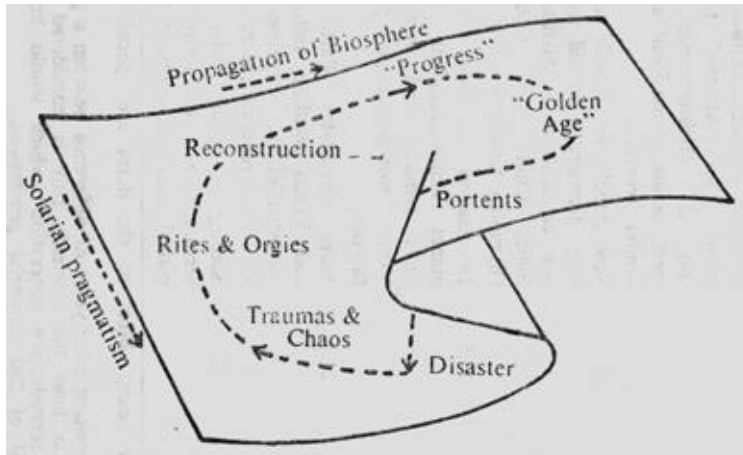 Propagation of Biosphere
"Progress"
"Golden
Age"
Reconstruction
Portents
Solarian pragmatism
Rites & Orgies
Traumas &
Chaos
Disaster